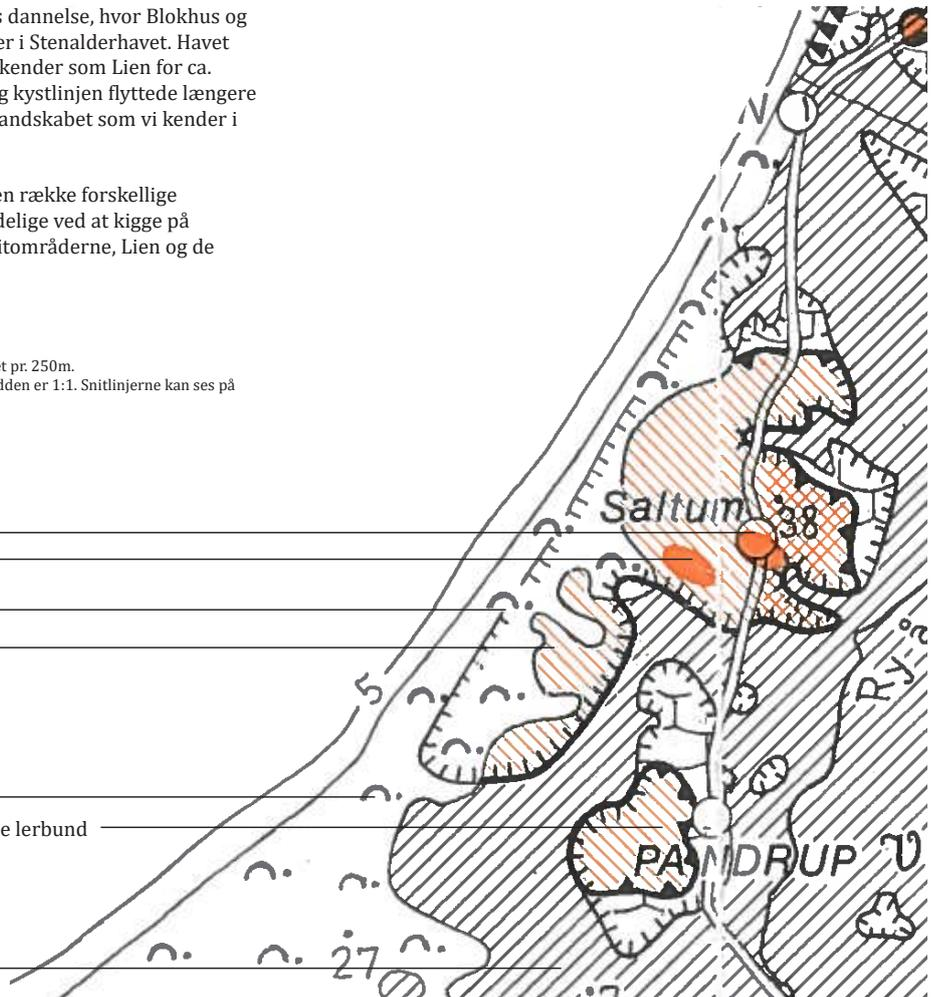 s dannelse, hvor Blokhus og
er i Stenalderhavet. Havet
kender som Lien for ca.
g kystlinjen flyttede længere
andskabet som vi kender i
en række forskellige
delige ved at kigge på
itområderne, Lien og de
et pr. 250m.
dden er 1:1. Snitlinjerne kan ses på
Saltum
38
5
Ry-å
e lerbund
PANDRUP
27